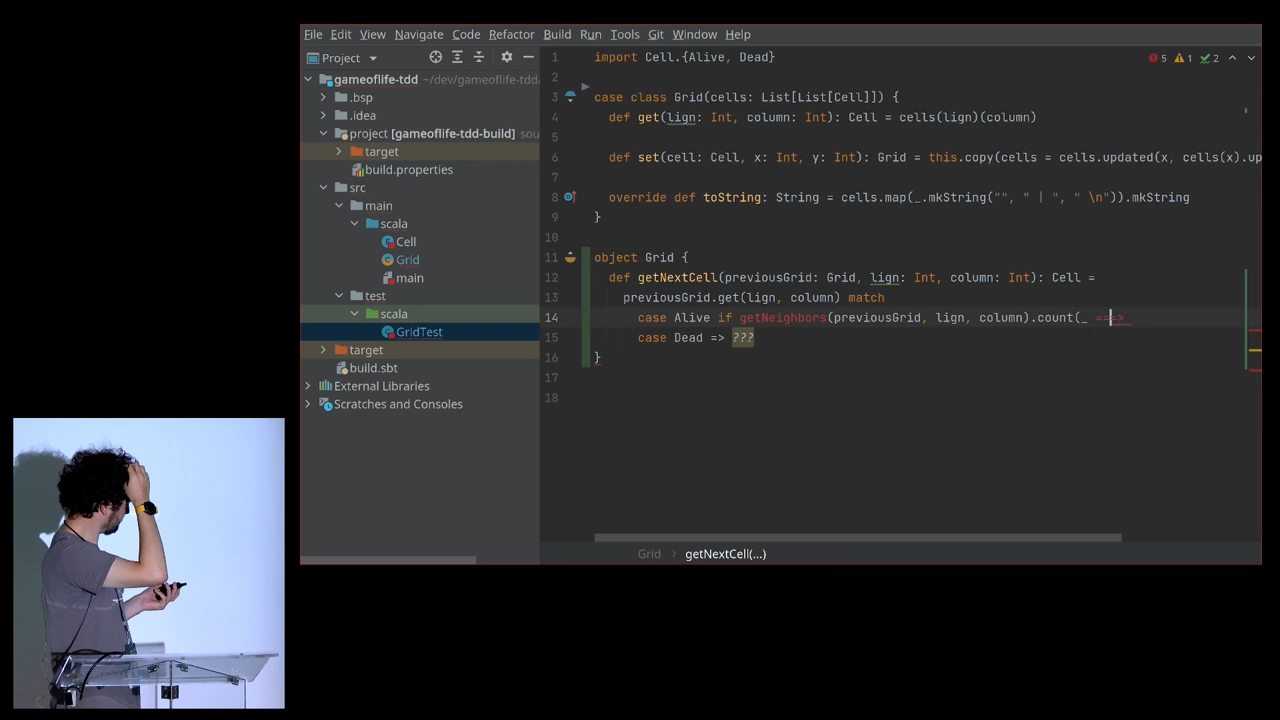 File Edit View Navigate Code Refactor Build Run Tools Git Window Help
Project
gameoflife-tdd ~/dev/gameoflife-tdd
.bsp
.idea
project [gameoflife-tdd-build] sou
target
build.properties
src
main
scala
Cell
Grid
main
test
scala
GridTest
target
build.sbt
External Libraries
Scratches and Consoles
5 1 2
1 import Cell.{Alive, Dead}
2
3 case class Grid(cells: List[List[Cell]]) {
4 def get(lign: Int, column: Int): Cell = cells(lign)(column)
5
6 def set(cell: Cell, x: Int, y: Int): Grid = this.copy(cells = cells.updated(x, cells(x).up
7
8 override def toString: String = cells.map(_.mkString("", " | ", " \n")).mkString
9 }
10
11 object Grid {
12 def getNextCell(previousGrid: Grid, lign: Int, column: Int): Cell =
13 previousGrid.get(lign, column) match
14 case Alive if getNeighbors(previousGrid, lign, column).count(_ ===>
15 case Dead => ???
16 }
17
18
Grid getNextCell(...)